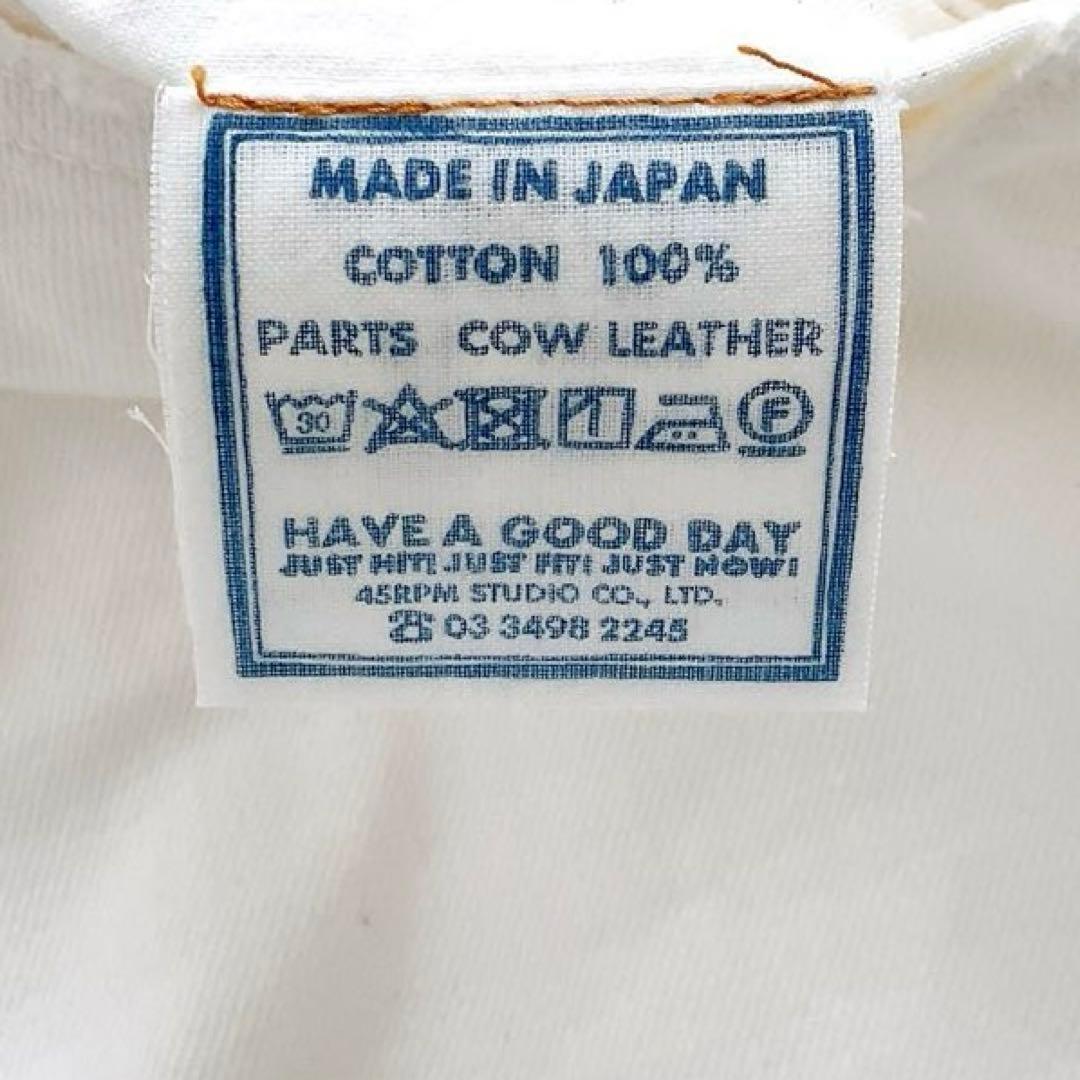 MADE IN JAPAN
COTTON 100%
PARTS COW LEATHER
30 F
HAVE A GOOD DAY
JUST HIT! JUST FIT! JUST NOW!
45RPM STUDIO CO., LTD.
☎ 03 3498 2245